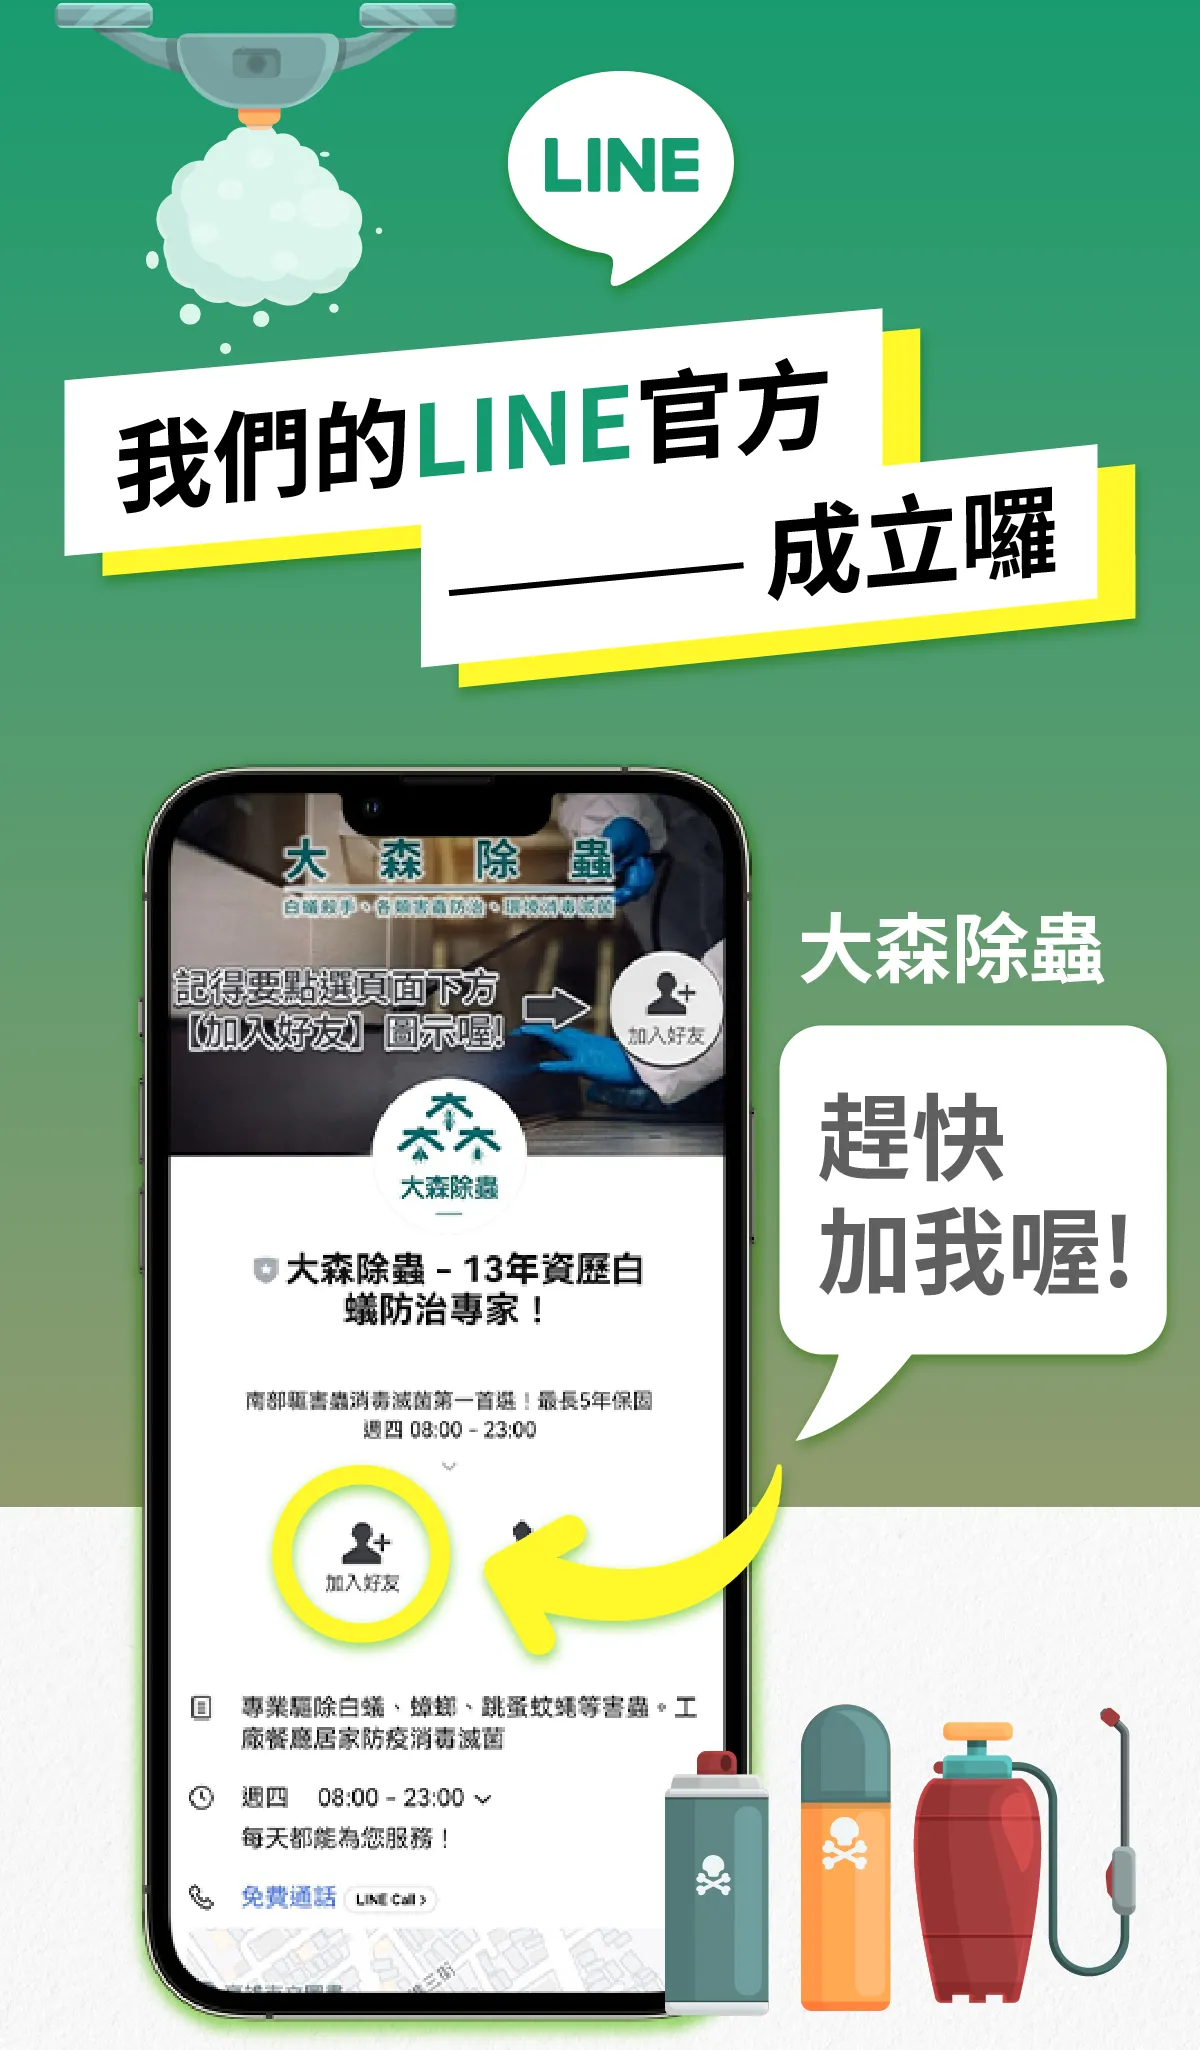 LINE
我們的LINE官方
成立囉
大森除蟲
白蟻殺手、各類害蟲防治、環境消毒滅菌
記得要點選頁面下方
【加入好友】圖示喔!
加入好友
大森除蟲
大森除蟲
趕快
加我喔!
大森除蟲 – 13年資歷白
蟻防治專家！
南部驅害蟲消毒滅菌第一首選！最長5年保固
週四 08:00 – 23:00
加入好友
專業驅除白蟻、蟑螂、跳蚤蚊蠅等害蟲。工
廠餐廳居家防疫消毒滅菌
週四 08:00 – 23:00
每天都能為您服務！
免費通話 LINE Call >